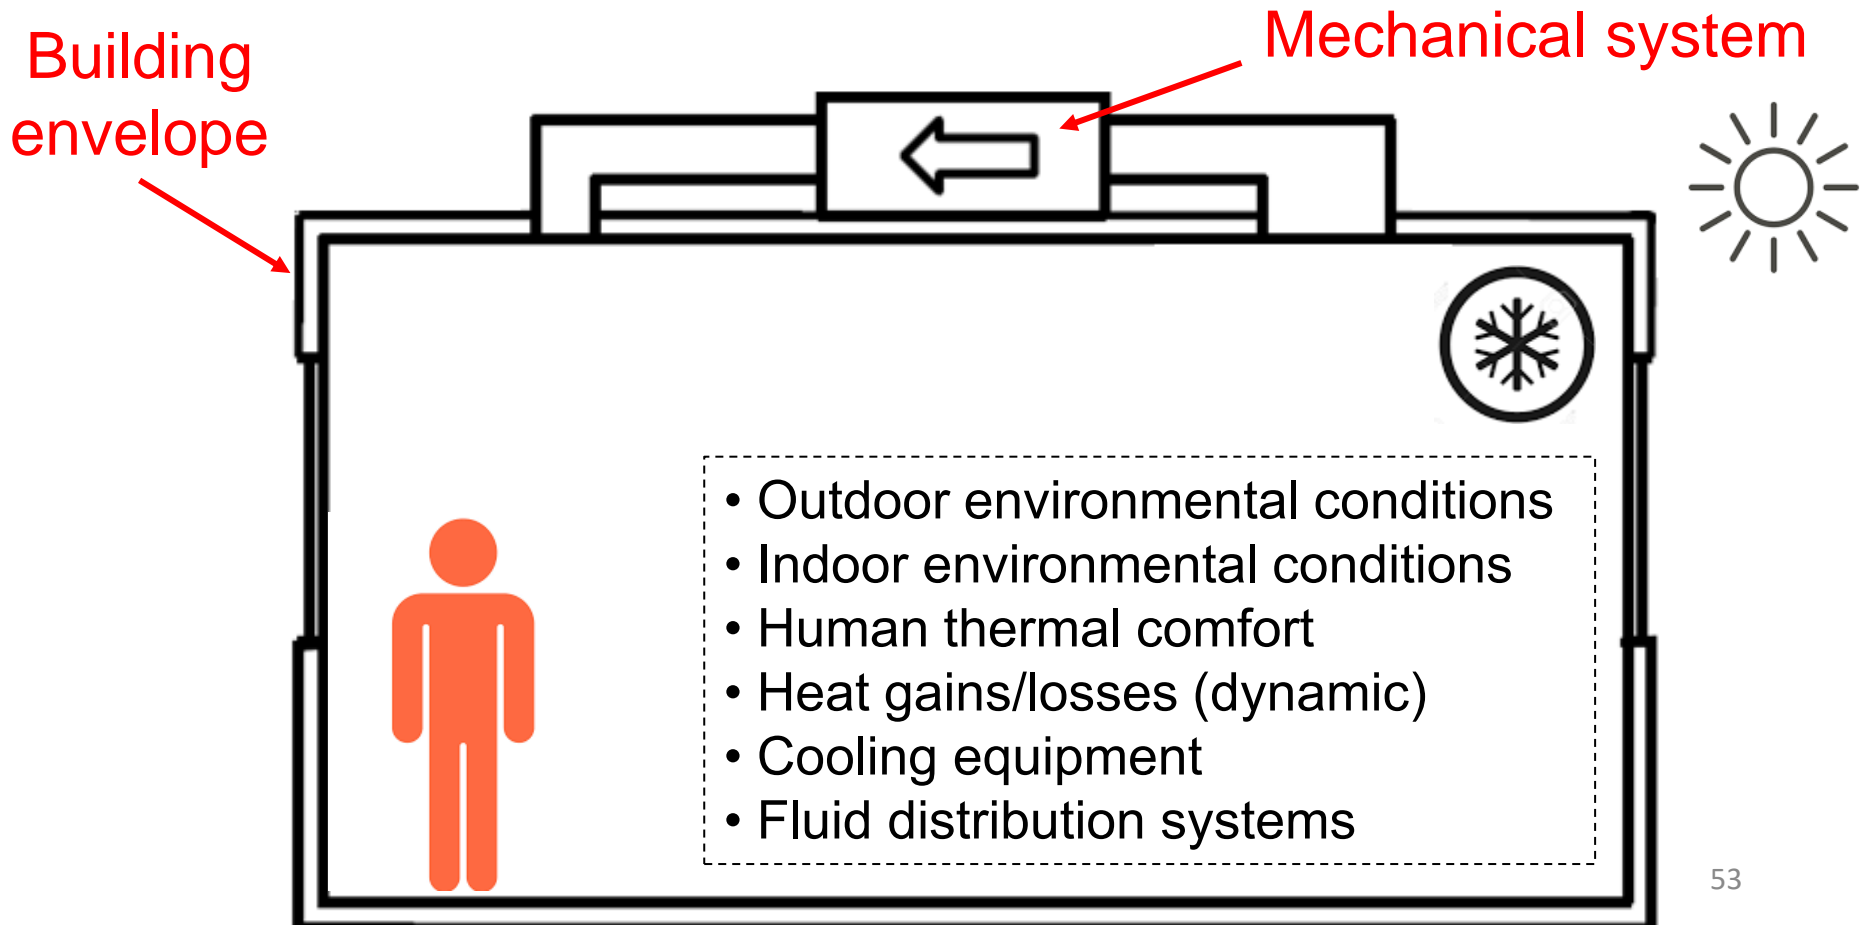 Building
envelope
Mechanical system
• Outdoor environmental conditions
• Indoor environmental conditions
• Human thermal comfort
• Heat gains/losses (dynamic)
• Cooling equipment
• Fluid distribution systems
53